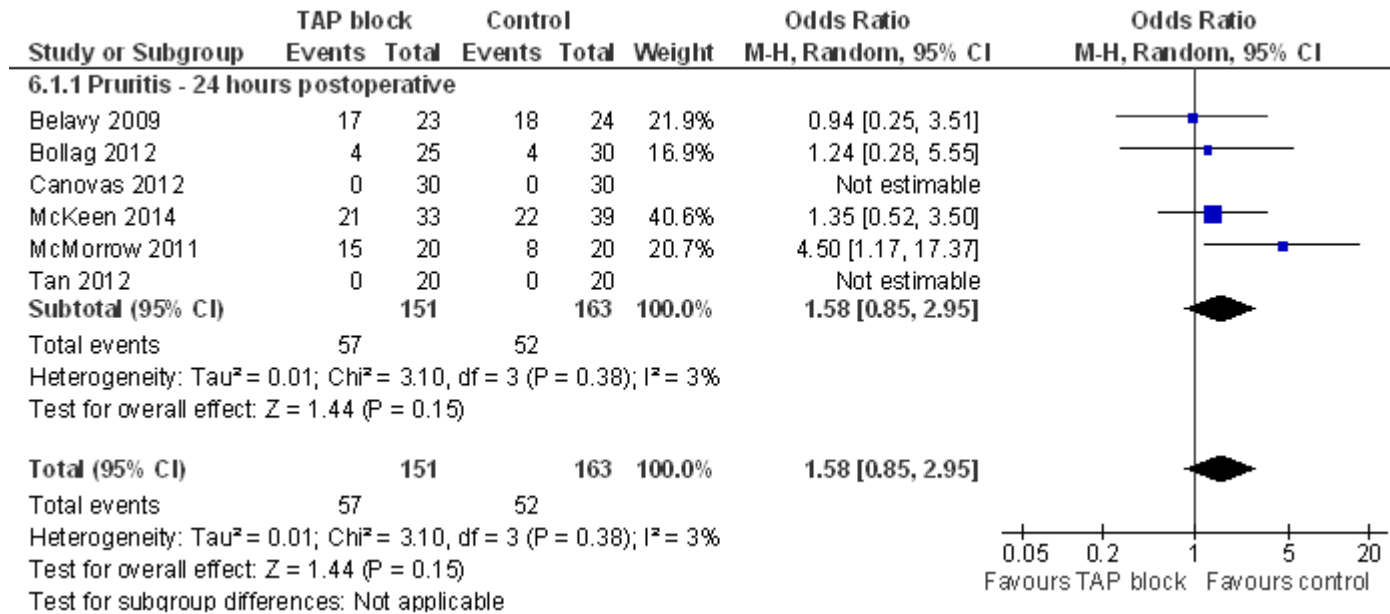 TAP block Control Odds Ratio Odds Ratio
Study or Subgroup Events Total Events Total Weight M-H, Random, 95% CI M-H, Random, 95% CI
6.1.1 Pruritis - 24 hours postoperative
Belavy 2009 17 23 18 24 21.9% 0.94 [0.25, 3.51]
Bollag 2012 4 25 4 30 16.9% 1.24 [0.28, 5.55]
Canovas 2012 0 30 0 30 Not estimable
McKeen 2014 21 33 22 39 40.6% 1.35 [0.52, 3.50]
McMorrow 2011 15 20 8 20 20.7% 4.50 [1.17, 17.37]
Tan 2012 0 20 0 20 Not estimable
Subtotal (95% CI) 151 163 100.0% 1.58 [0.85, 2.95]
Total events 57 52
Heterogeneity: Tau² = 0.01; Chi² = 3.10, df = 3 (P = 0.38); I² = 3%
Test for overall effect: Z = 1.44 (P = 0.15)
Total (95% CI) 151 163 100.0% 1.58 [0.85, 2.95]
Total events 57 52
Heterogeneity: Tau² = 0.01; Chi² = 3.10, df = 3 (P = 0.38); I² = 3%
Test for overall effect: Z = 1.44 (P = 0.15)
Test for subgroup differences: Not applicable
0.05 0.2 1 5 20
Favours TAP block Favours control